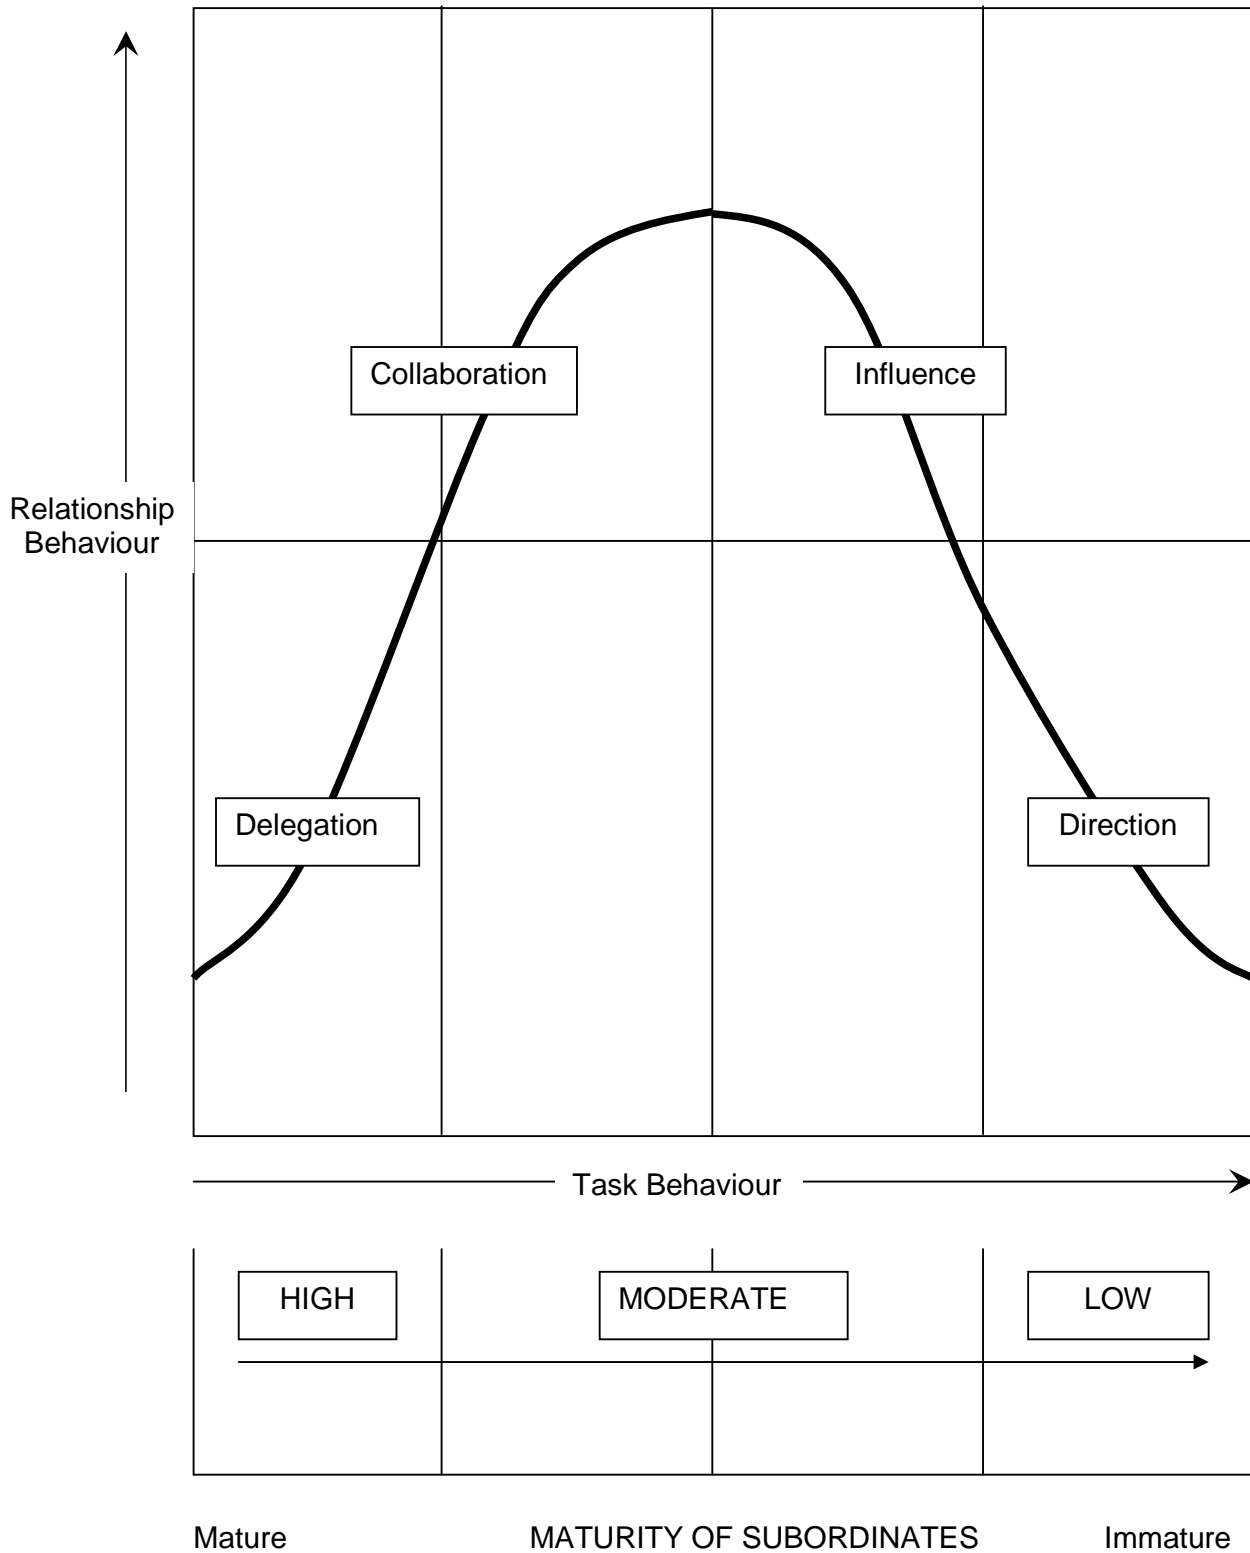 Collaboration
Influence
Relationship
Behaviour
Delegation
Direction
Task Behaviour
HIGH
MODERATE
LOW
Mature
MATURITY OF SUBORDINATES
Immature